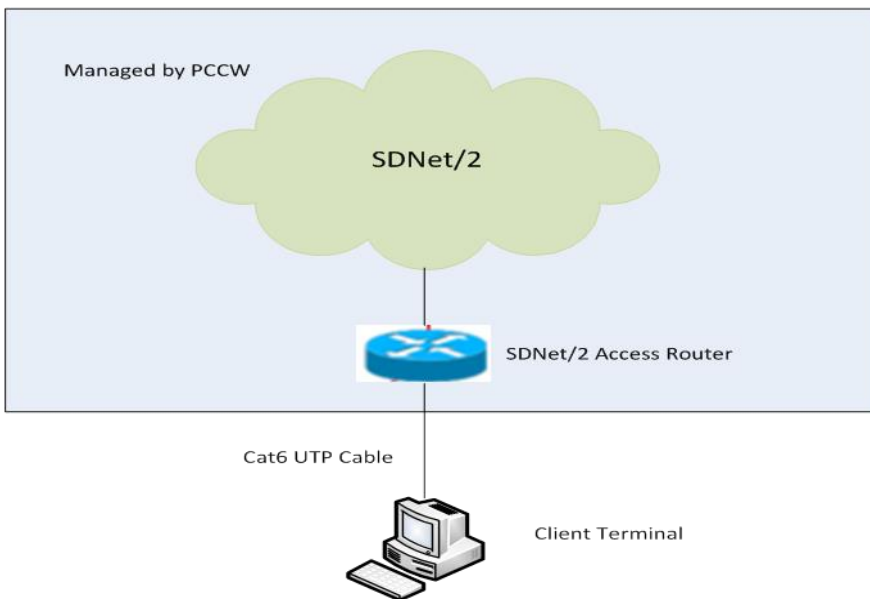 Managed by PCCW
SDNet/2
SDNet/2 Access Router
Cat6 UTP Cable
Client Terminal